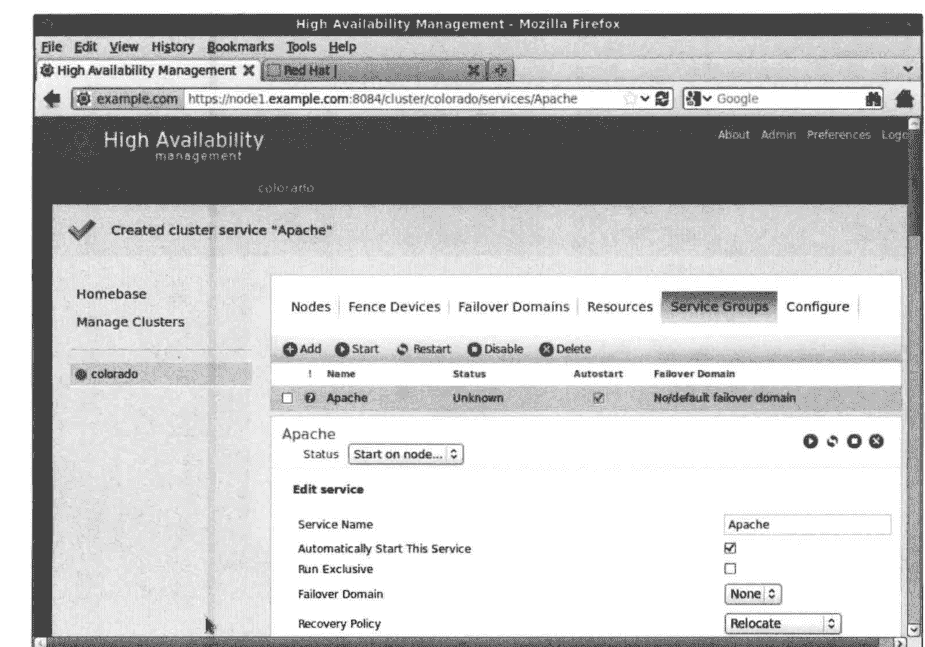 High Availability Management - Mozilla Firefox
File Edit View History Bookmarks Tools Help
High Availability Management Red Hat |
example.com https://node1.example.com:8084/cluster/colorado/services/Apache Google
High Availability About Admin Preferences Logo
management
colorado
Created cluster service "Apache"
Homebase
Manage Clusters
colorado
Nodes Fence Devices Failover Domains Resources Service Groups Configure
Add Start Restart Disable Delete
! Name Status Autostart Failover Domain
Apache Unknown No/default failover domain
Apache
Status Start on node...
Edit service
Service Name Apache
Automatically Start This Service
Run Exclusive
Failover Domain None
Recovery Policy Relocate